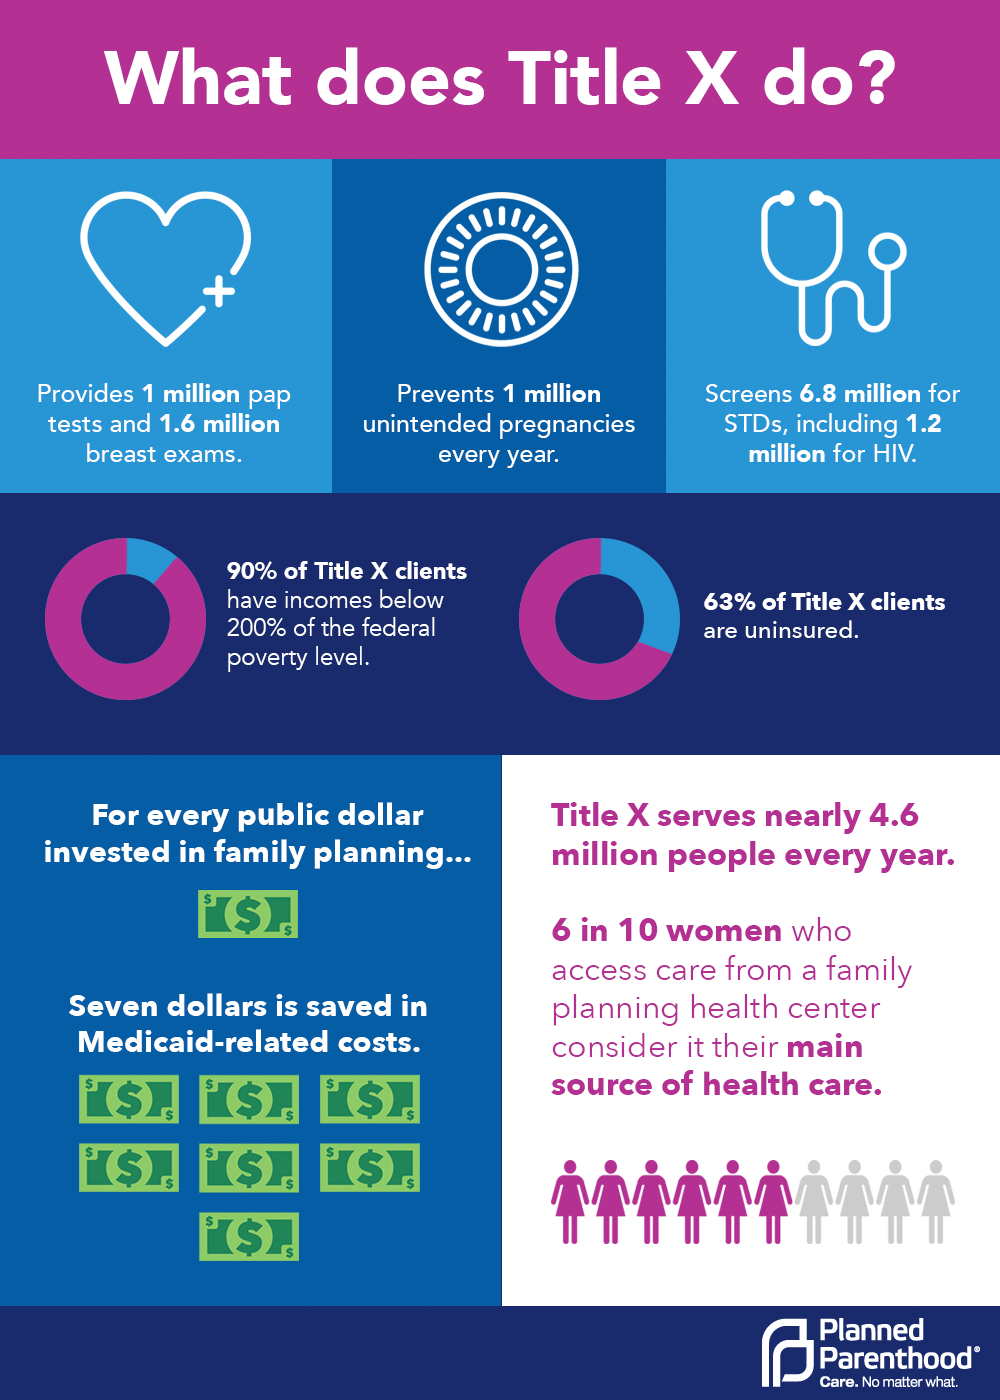 What does Title X do?
Provides 1 million pap
tests and 1.6 million
breast exams.
Prevents 1 million
unintended pregnancies
every year.
Screens 6.8 million for
STDs, including 1.2
million for HIV.
90% of Title X clients
have incomes below
200% of the federal
poverty level.
63% of Title X clients
are uninsured.
For every public dollar
invested in family planning...
$ $ $
Seven dollars is saved in
Medicaid-related costs.
$ $ $ $ $ $ $ $ $
$ $ $ $ $ $ $ $ $
$ $ $
Title X serves nearly 4.6
million people every year.
6 in 10 women who
access care from a family
planning health center
consider it their main
source of health care.
Planned
Parenthood®
Care. No matter what.